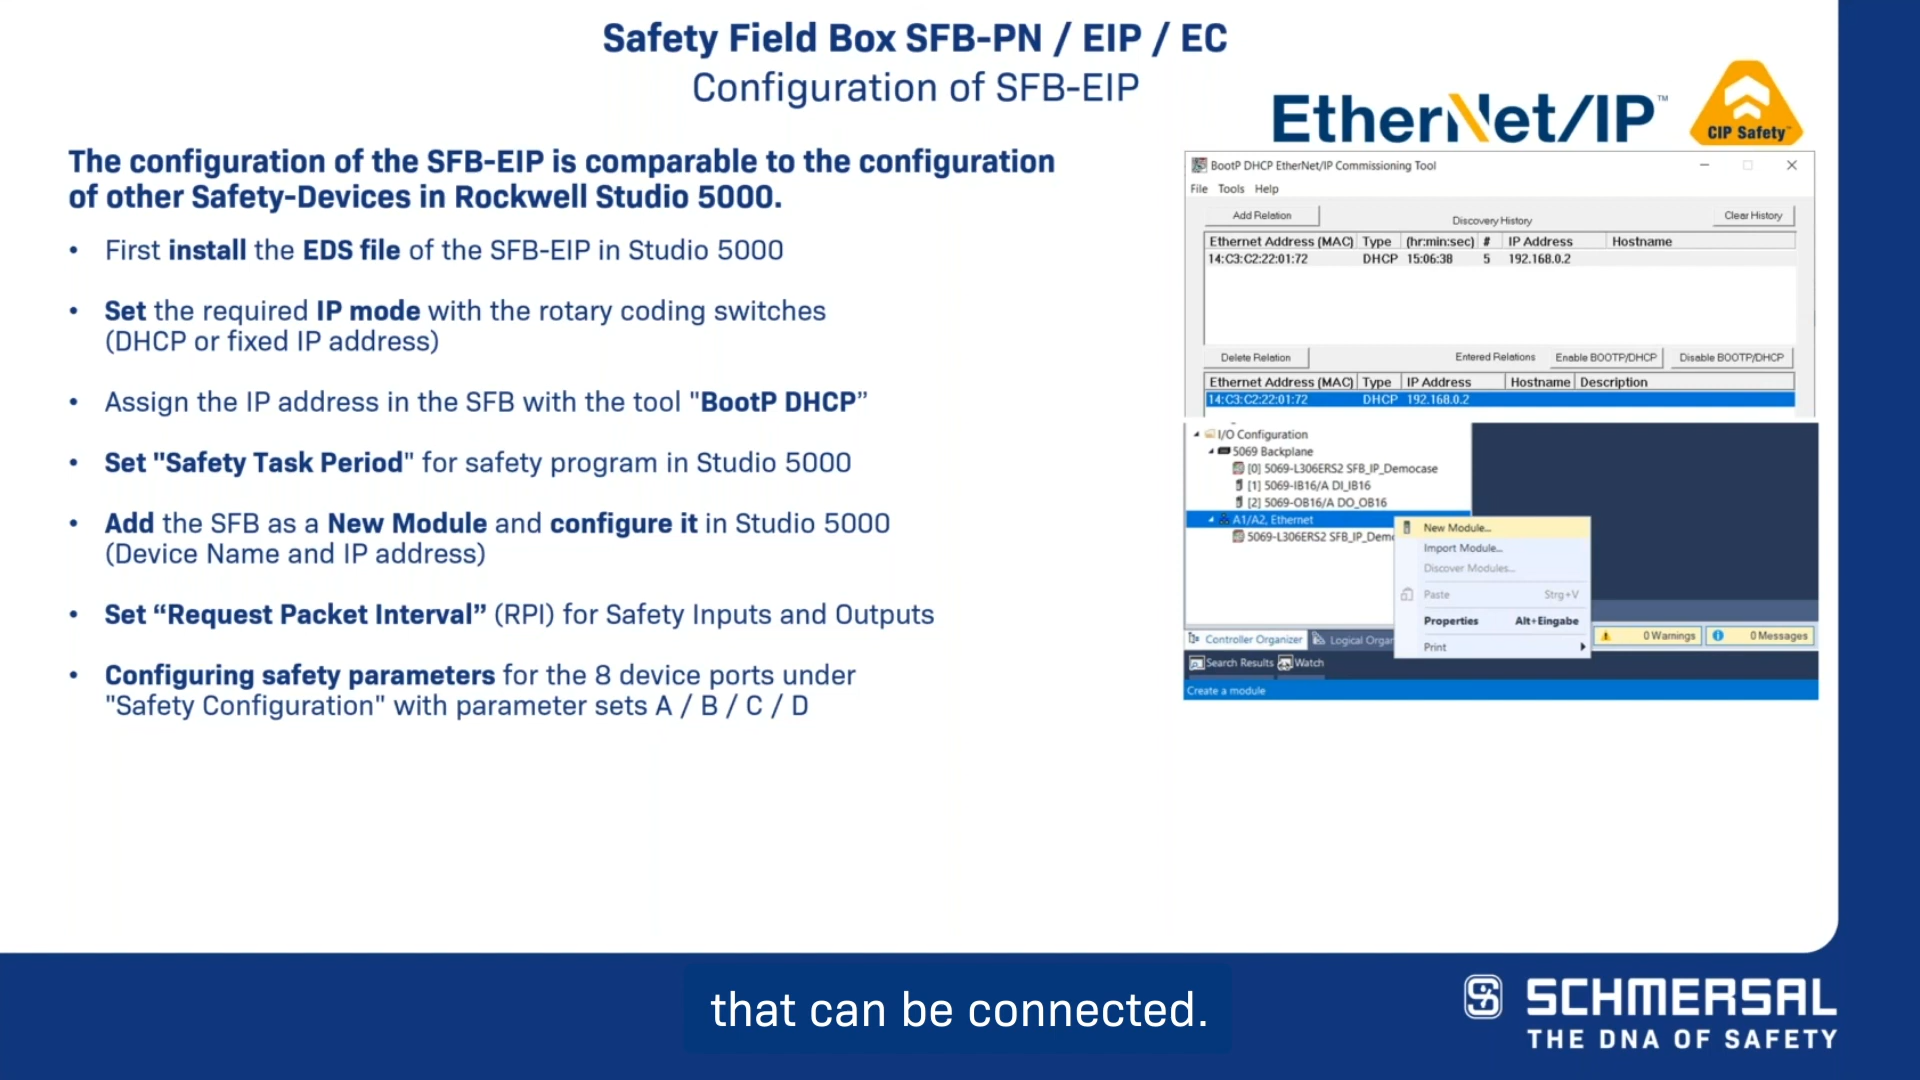 Safety Field Box SFB-PN / EIP / EC
Configuration of SFB-EIP
EtherNet/IP™
CIP Safety™
The configuration of the SFB-EIP is comparable to the configuration
of other Safety-Devices in Rockwell Studio 5000.
• First install the EDS file of the SFB-EIP in Studio 5000
• Set the required IP mode with the rotary coding switches
(DHCP or fixed IP address)
• Assign the IP address in the SFB with the tool "BootP DHCP”
• Set "Safety Task Period" for safety program in Studio 5000
• Add the SFB as a New Module and configure it in Studio 5000
(Device Name and IP address)
• Set “Request Packet Interval” (RPI) for Safety Inputs and Outputs
• Configuring safety parameters for the 8 device ports under
"Safety Configuration" with parameter sets A / B / C / D
BootP DHCP EtherNet/IP Commissioning Tool
File Tools Help
Add Relation Discovery History Clear History
Ethernet Address (MAC) Type (hr:min:sec) # IP Address Hostname
14:C3:C2:22:01:72 DHCP 15:06:38 5 192.168.0.2
Delete Relation Entered Relations Enable BOOTP/DHCP Disable BOOTP/DHCP
Ethernet Address (MAC) Type IP Address Hostname Description
14:C3:C2:22:01:72 DHCP 192.168.0.2
I/O Configuration
5069 Backplane
[0] 5069-L306ERS2 SFB_IP_Democase
[1] 5069-IB16/A DI_IB16
[2] 5069-OB16/A DO_OB16
A1/A2, Ethernet
5069-L306ERS2 SFB_IP_Dem
New Module...
Import Module...
Discover Modules...
Paste Strg+V
Properties Alt+Eingabe
Print
Controller Organizer Logical Orga
0 Warnings 0 Messages
Search Results Watch
Create a module
that can be connected.
SCHMERSAL
THE DNA OF SAFETY